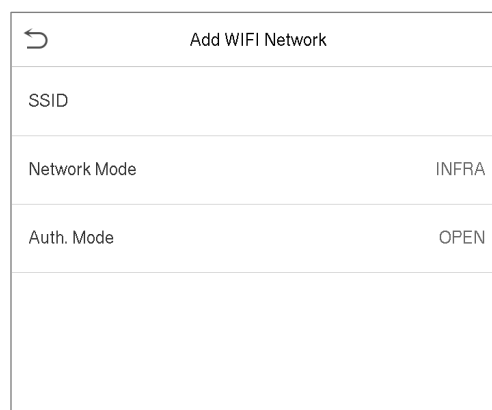 Add WIFI Network
SSID
Network Mode INFRA
Auth. Mode OPEN